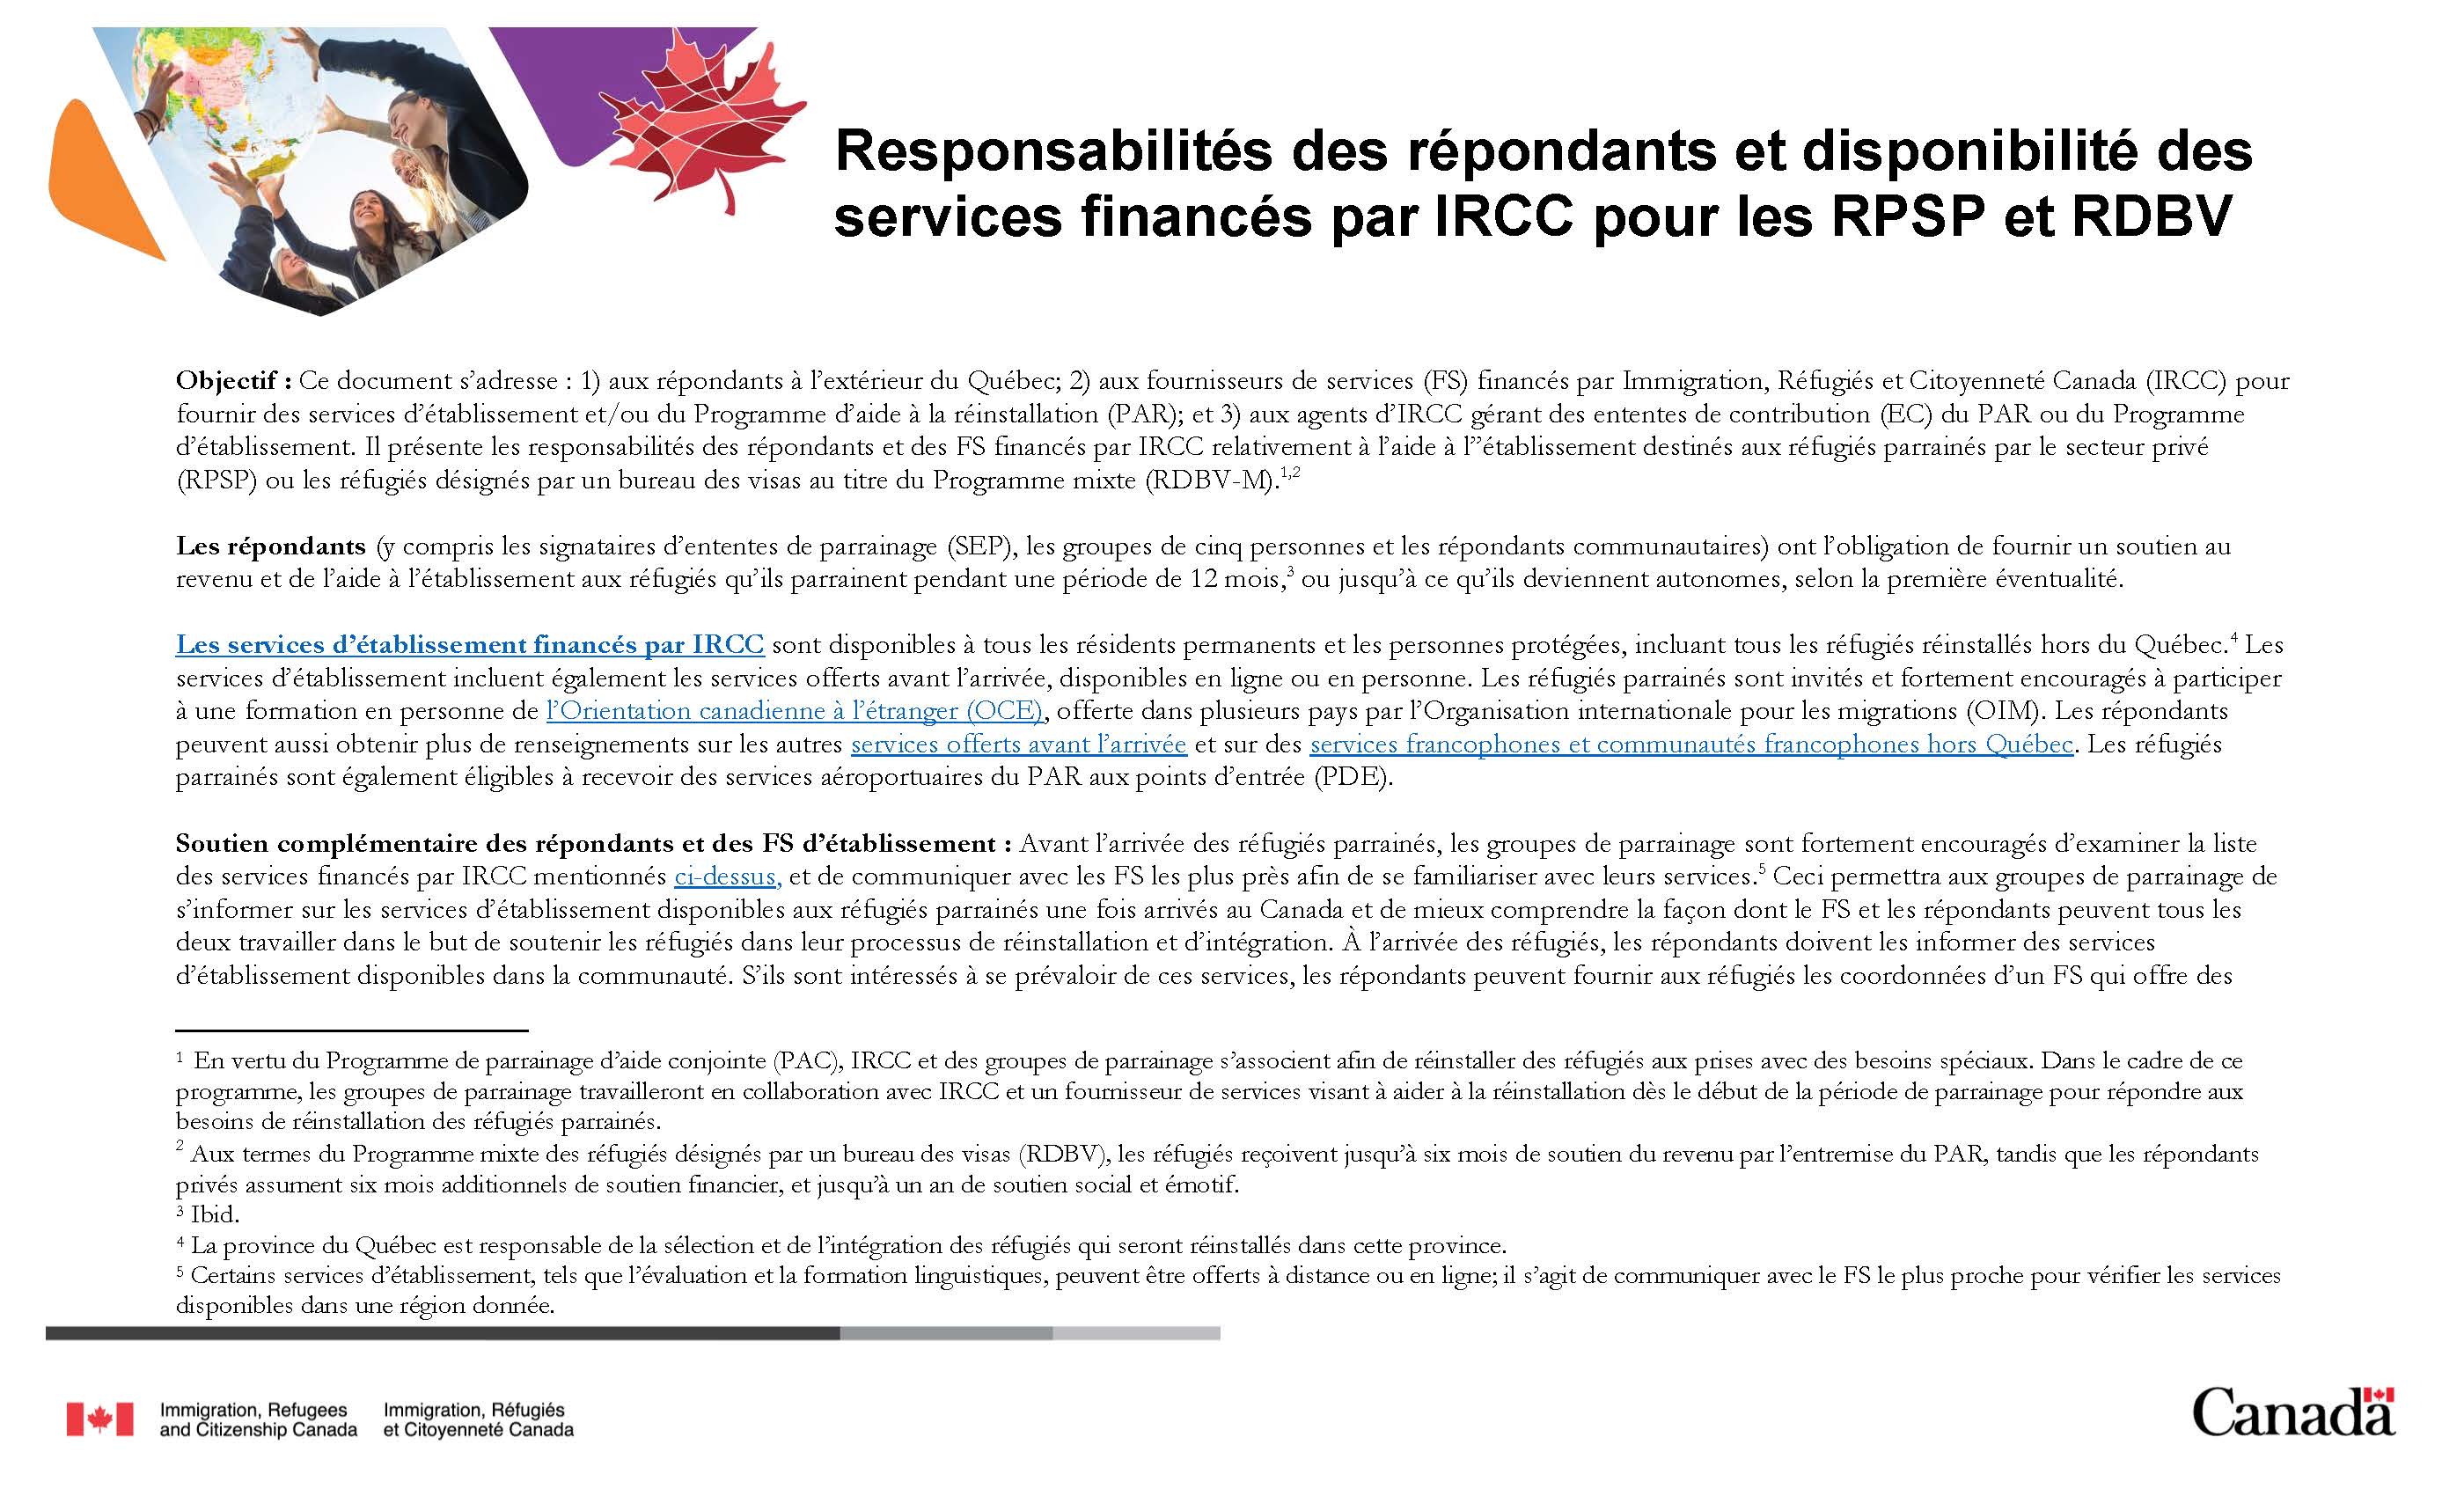 Responsabilités des répondants et disponibilité des
services financés par IRCC pour les RPSP et RDBV
Objectif : Ce document s’adresse : 1) aux répondants à l’extérieur du Québec; 2) aux fournisseurs de services (FS) financés par Immigration, Réfugiés et Citoyenneté Canada (IRCC) pour
fournir des services d’établissement et/ou du Programme d’aide à la réinstallation (PAR); et 3) aux agents d’IRCC gérant des ententes de contribution (EC) du PAR ou du Programme
d’établissement. Il présente les responsabilités des répondants et des FS financés par IRCC relativement à l’aide à l’’établissement destinés aux réfugiés parrainés par le secteur privé
(RPSP) ou les réfugiés désignés par un bureau des visas au titre du Programme mixte (RDBV-M).1,2
Les répondants (y compris les signataires d’ententes de parrainage (SEP), les groupes de cinq personnes et les répondants communautaires) ont l’obligation de fournir un soutien au
revenu et de l’aide à l’établissement aux réfugiés qu’ils parrainent pendant une période de 12 mois,3 ou jusqu’à ce qu’ils deviennent autonomes, selon la première éventualité.
Les services d’établissement financés par IRCC sont disponibles à tous les résidents permanents et les personnes protégées, incluant tous les réfugiés réinstallés hors du Québec.4 Les
services d’établissement incluent également les services offerts avant l’arrivée, disponibles en ligne ou en personne. Les réfugiés parrainés sont invités et fortement encouragés à participer
à une formation en personne de l’Orientation canadienne à l’étranger (OCE), offerte dans plusieurs pays par l’Organisation internationale pour les migrations (OIM). Les répondants
peuvent aussi obtenir plus de renseignements sur les autres services offerts avant l’arrivée et sur des services francophones et communautés francophones hors Québec. Les réfugiés
parrainés sont également éligibles à recevoir des services aéroportuaires du PAR aux points d’entrée (PDE).
Soutien complémentaire des répondants et des FS d’établissement : Avant l’arrivée des réfugiés parrainés, les groupes de parrainage sont fortement encouragés d’examiner la liste
des services financés par IRCC mentionnés ci-dessus, et de communiquer avec les FS les plus près afin de se familiariser avec leurs services.5 Ceci permettra aux groupes de parrainage de
s’informer sur les services d’établissement disponibles aux réfugiés parrainés une fois arrivés au Canada et de mieux comprendre la façon dont le FS et les répondants peuvent tous les
deux travailler dans le but de soutenir les réfugiés dans leur processus de réinstallation et d’intégration. À l’arrivée des réfugiés, les répondants doivent les informer des services
d’établissement disponibles dans la communauté. S’ils sont intéressés à se prévaloir de ces services, les répondants peuvent fournir aux réfugiés les coordonnées d’un FS qui offre des
1 En vertu du Programme de parrainage d’aide conjointe (PAC), IRCC et des groupes de parrainage s’associent afin de réinstaller des réfugiés aux prises avec des besoins spéciaux. Dans le cadre de ce
programme, les groupes de parrainage travailleront en collaboration avec IRCC et un fournisseur de services visant à aider à la réinstallation dès le début de la période de parrainage pour répondre aux
besoins de réinstallation des réfugiés parrainés.
2 Aux termes du Programme mixte des réfugiés désignés par un bureau des visas (RDBV), les réfugiés reçoivent jusqu’à six mois de soutien du revenu par l’entremise du PAR, tandis que les répondants
privés assument six mois additionnels de soutien financier, et jusqu’à un an de soutien social et émotif.
3 Ibid.
4 La province du Québec est responsable de la sélection et de l’intégration des réfugiés qui seront réinstallés dans cette province.
5 Certains services d’établissement, tels que l’évaluation et la formation linguistiques, peuvent être offerts à distance ou en ligne; il s’agit de communiquer avec le FS le plus proche pour vérifier les services
disponibles dans une région donnée.
Immigration, Refugees
and Citizenship Canada
Immigration, Réfugiés
et Citoyenneté Canada
Canada